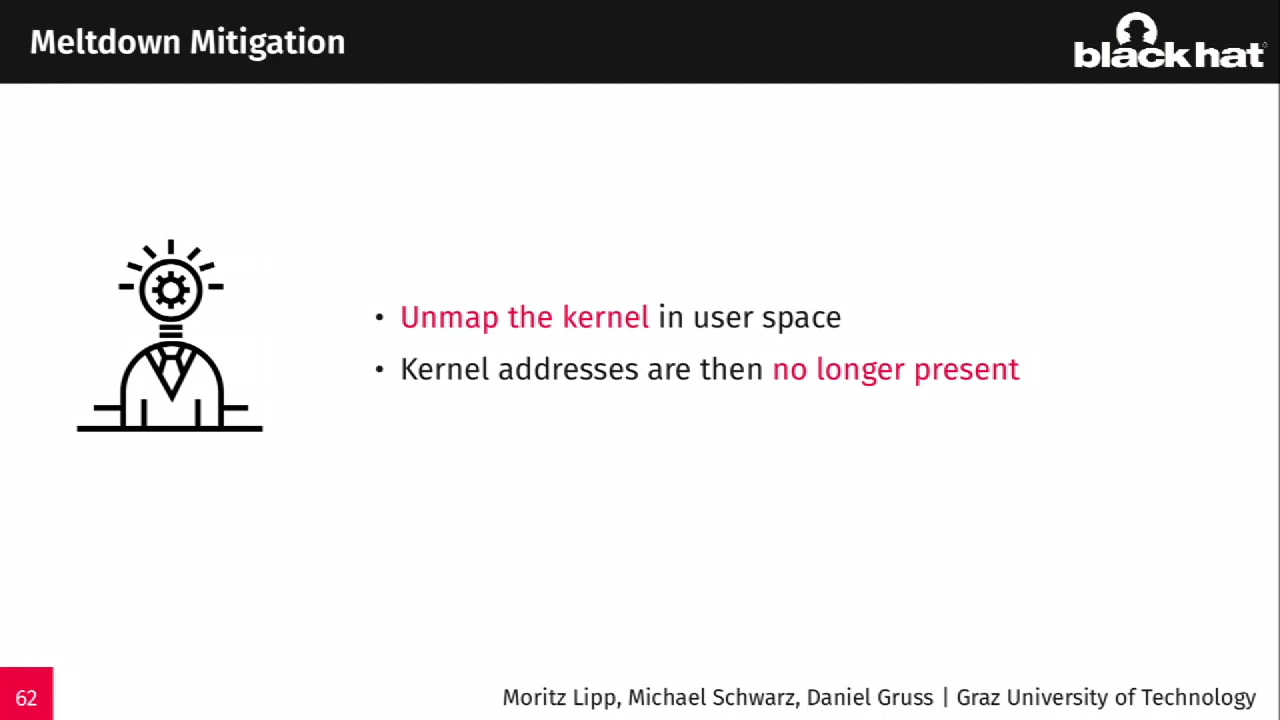 Meltdown Mitigation
black hat
• Unmap the kernel in user space
• Kernel addresses are then no longer present
62
Moritz Lipp, Michael Schwarz, Daniel Gruss | Graz University of Technology